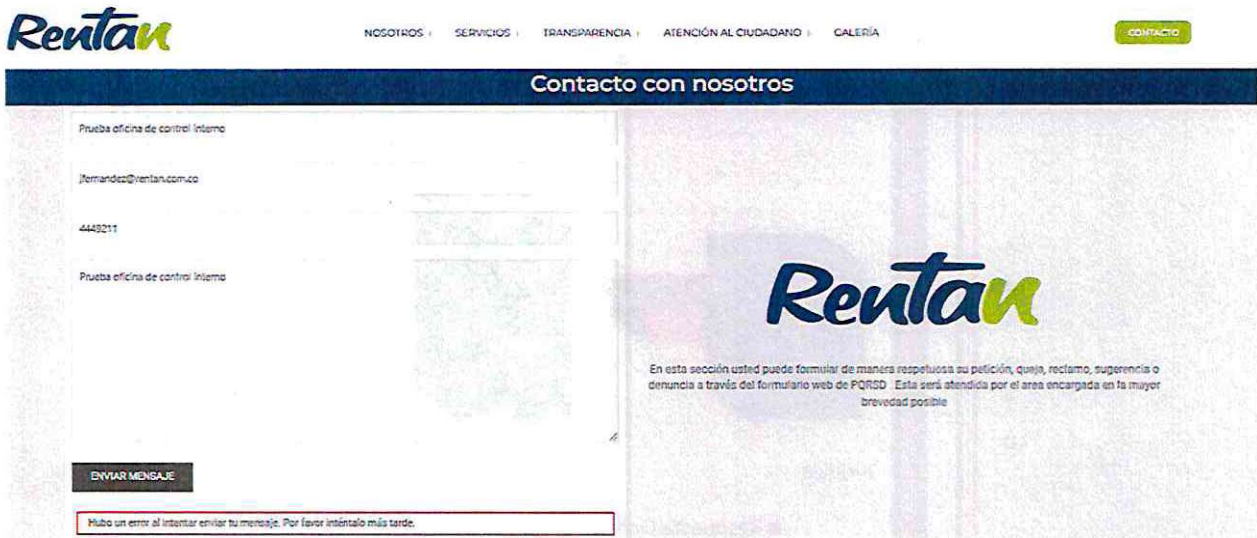 Rentan
NOSOTROS SERVICIOS TRANSPARENCIA ATENCIÓN AL CIUDADANO GALERÍA CONTACTO
Contacto con nosotros
Prueba oficina de control interno
jfernandez@rentan.com.co
4448211
Prueba oficina de control interno
ENVIAR MENSAJE
Hubo un error al intentar enviar tu mensaje. Por favor inténtalo más tarde.
Rentan
En esta sección usted puede formular de manera respetuosa su petición, queja, reclamo, sugerencia o
denuncia a través del formulario web de PQRSD . Esta será atendida por el area encargada en la mayor
brevedad posible